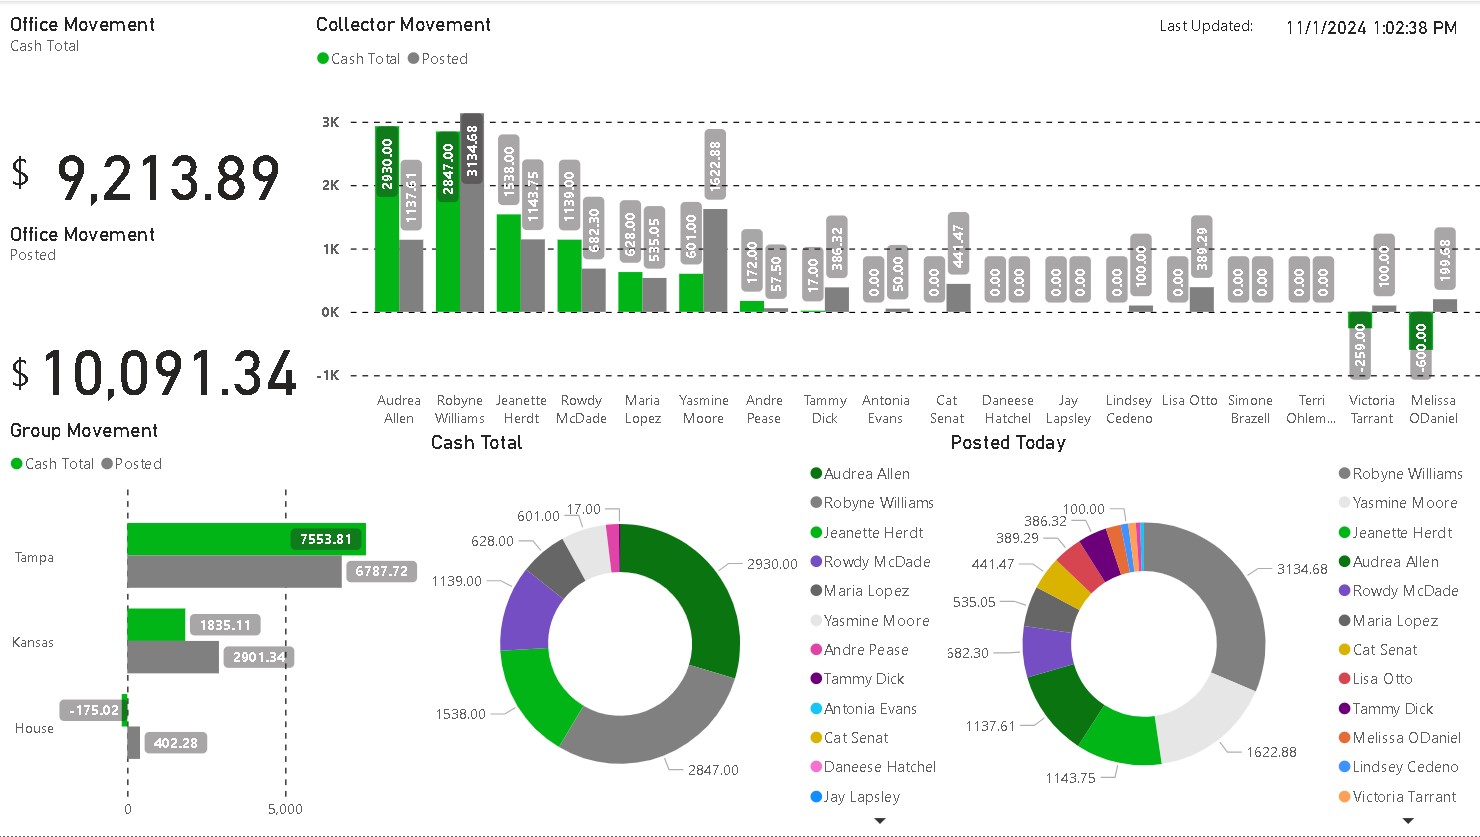 Office Movement
Cash Total
$ 9,213.89
Office Movement
Posted
$ 10,091.34
Collector Movement
Cash Total Posted
Last Updated: 11/1/2024 1:02:38 PM
3K
2K
1K
0K
-1K
2930.00 1137.61
2847.00 3134.68
1538.00 1143.75
1139.00 682.30
628.00 535.05
601.00 1622.88
172.00 57.50
17.00 386.32
0.00 50.00
0.00 441.47
0.00 0.00
0.00 0.00
0.00 100.00
0.00 389.29
0.00 0.00
0.00 0.00
-259.00 100.00
-600.00 199.68
Audrea Allen
Robyne Williams
Jeanette Herdt
Rowdy McDade
Maria Lopez
Yasmine Moore
Andre Pease
Tammy Dick
Antonia Evans
Cat Senat
Daneese Hatchel
Jay Lapsley
Lindsey Cedeno
Lisa Otto
Simone Brazell
Terri Ohlem...
Victoria Tarrant
Melissa ODaniel
Group Movement
Cash Total Posted
Tampa
7553.81
6787.72
Kansas
1835.11
2901.34
House
-175.02
402.28
0
5,000
Cash Total
17.00
601.00
628.00
1139.00
1538.00
2930.00
2847.00
Audrea Allen
Robyne Williams
Jeanette Herdt
Rowdy McDade
Maria Lopez
Yasmine Moore
Andre Pease
Tammy Dick
Antonia Evans
Cat Senat
Daneese Hatchel
Jay Lapsley
Posted Today
100.00
386.32
389.29
441.47
535.05
682.30
1137.61
1143.75
3134.68
1622.88
Robyne Williams
Yasmine Moore
Jeanette Herdt
Audrea Allen
Rowdy McDade
Maria Lopez
Cat Senat
Lisa Otto
Tammy Dick
Melissa ODaniel
Lindsey Cedeno
Victoria Tarrant